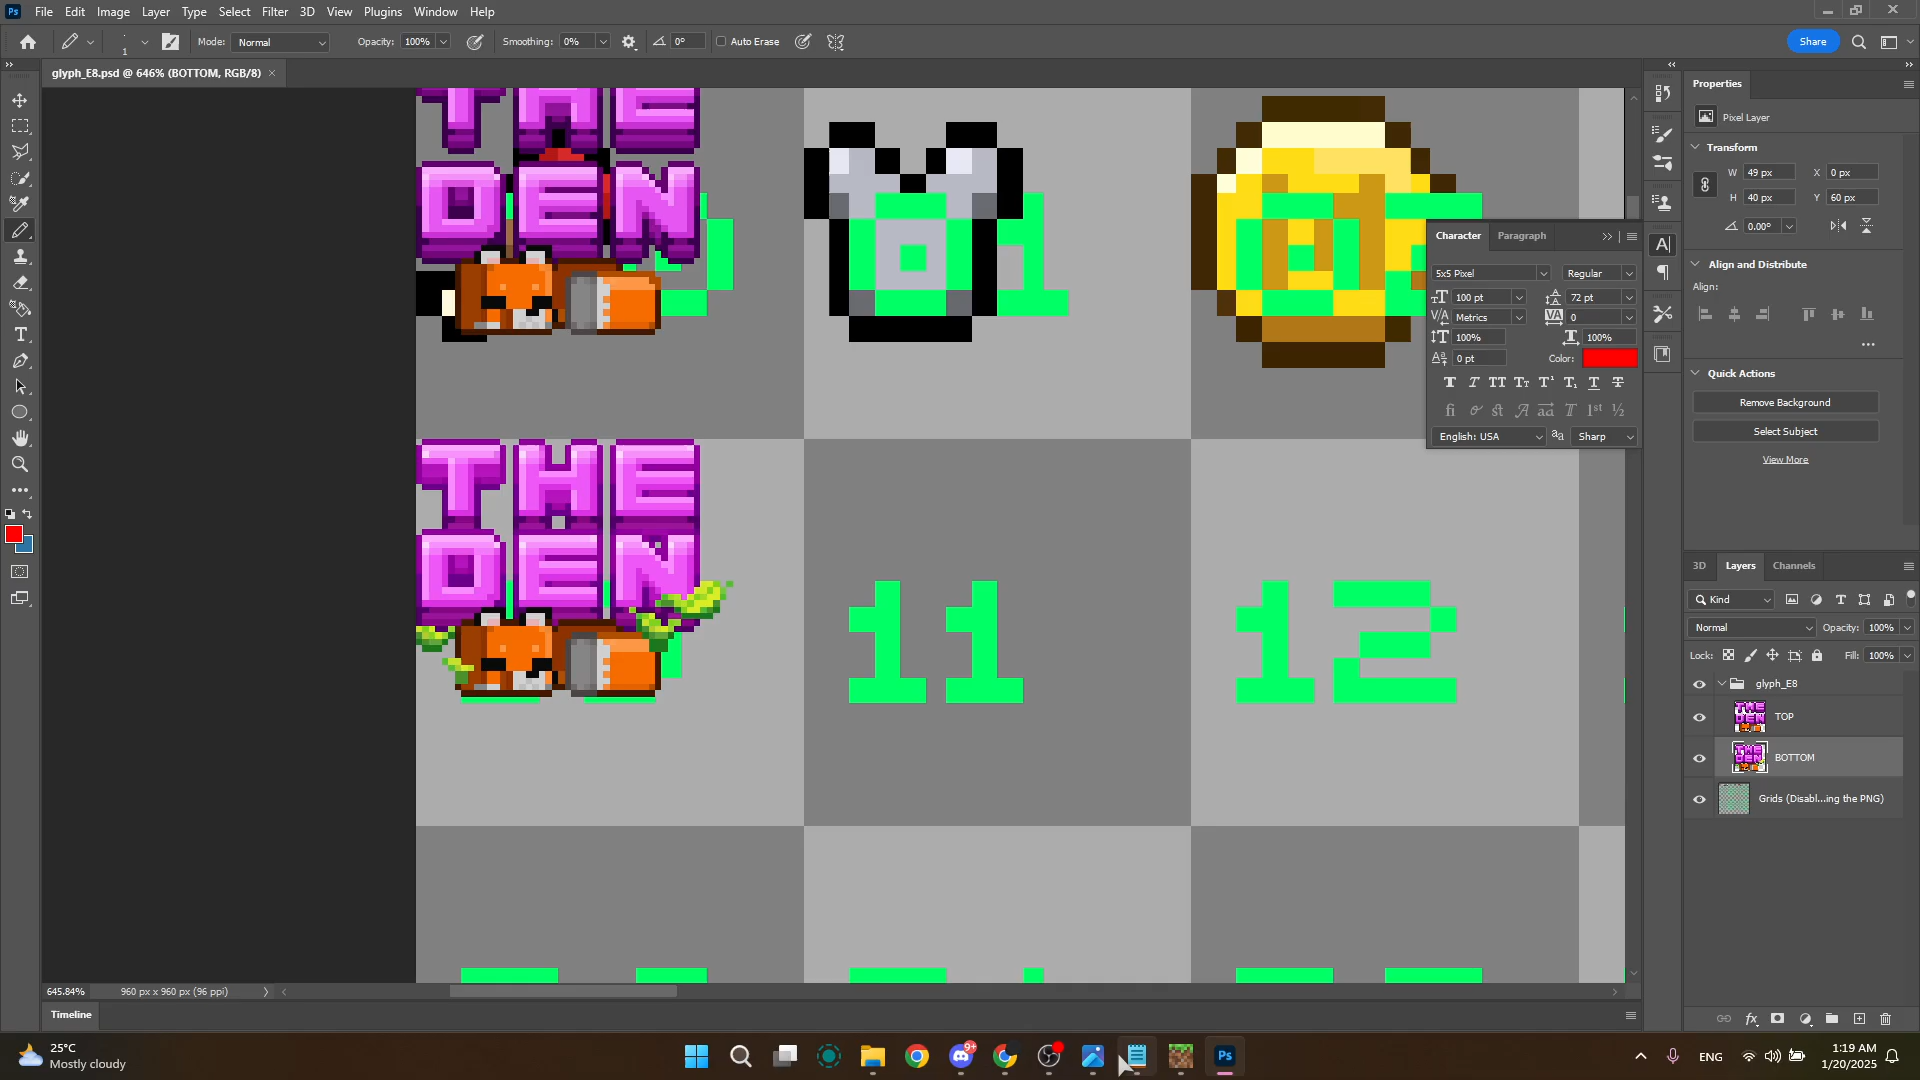 Ps File Edit Image Layer Type Select Filter 3D View Plugins Window Help
1 Mode: Normal Opacity: 100% Smoothing: 0% 0° Auto Erase Share
glyph_E8.psd @ 646% (BOTTOM, RGB/8) ×
THE
DEN
THE
DEN
11
12
Character Paragraph
5x5 Pixel Regular
100 pt 72 pt
Metrics 0
100% 100%
0 pt Color:
English: USA aa Sharp
Properties
Pixel Layer
Transform
W 49 px X 0 px
H 40 px Y 60 px
0.00°
Align and Distribute
Align:
Quick Actions
Remove Background
Select Subject
View More
3D Layers Channels
Kind
Normal Opacity: 100%
Lock: Fill: 100%
glyph_E8
TOP
BOTTOM
Grids (Disabl...ing the PNG)
645.84% 960 px x 960 px (96 ppi)
Timeline
25°C
Mostly cloudy
9+
Ps
ENG
1:19 AM
1/20/2025